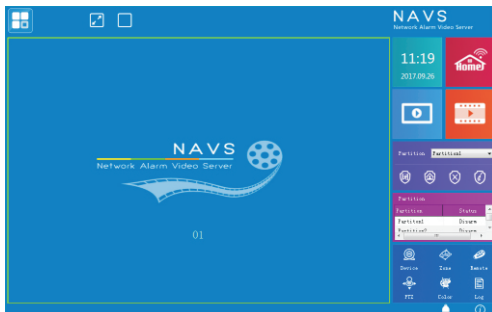 NAVS
Network Alarm Video Server
11:19
2017.09.26
Home
NAVS
Network Alarm Video Server
01
Partition Partition1
Partition
Partition Status
Partition1 Disarm
Partition2 Disarm
Device Zone Remote
PTZ Color Log